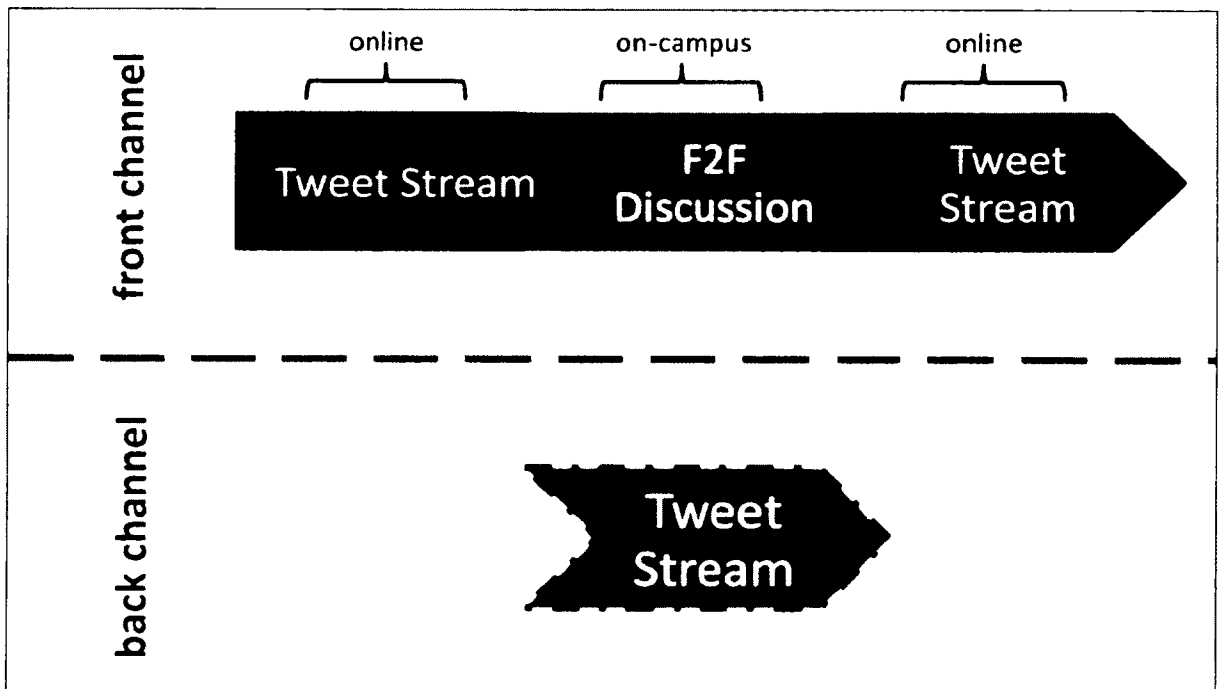 online
on-campus
online
front channel
Tweet Stream
F2F
Discussion
Tweet
Stream
back channel
Tweet
Stream